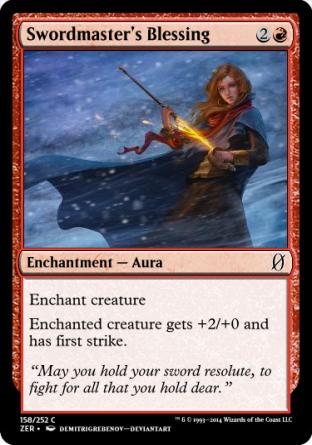 Swordmaster's Blessing 2
Enchantment — Aura
Enchant creature
Enchanted creature gets +2/+0 and
has first strike.
“May you hold your sword resolute, to
fight for all that you hold dear.”
158/252 C
ZER • DEMITRIGREBENOV—DEVIANTART
™ & © 1993–2014 Wizards of the Coast LLC